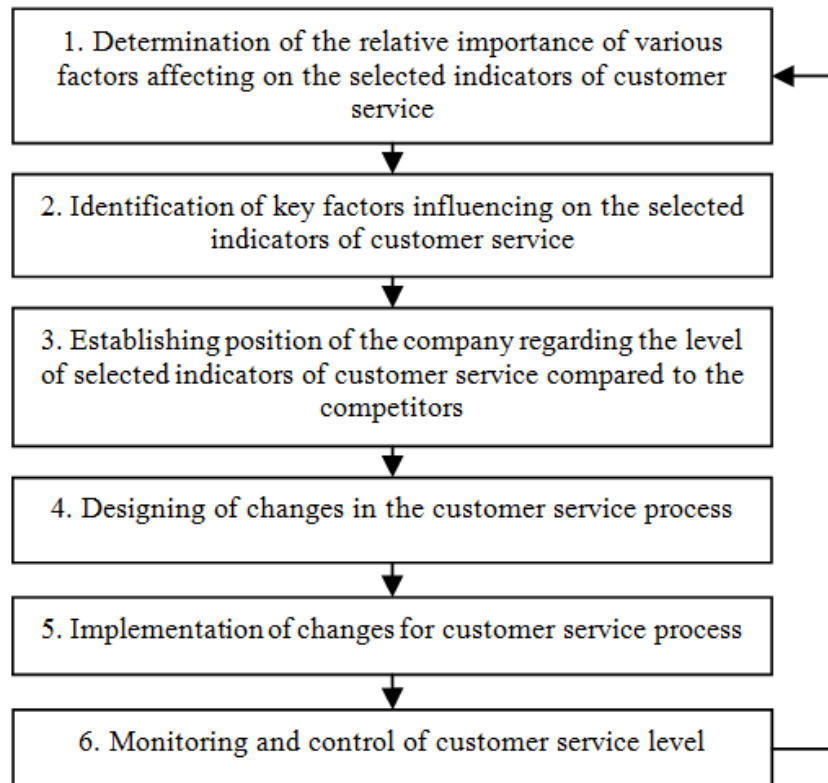 1. Determination of the relative importance of various
factors affecting on the selected indicators of customer
service
2. Identification of key factors influencing on the selected
indicators of customer service
3. Establishing position of the company regarding the level
of selected indicators of customer service compared to the
competitors
4. Designing of changes in the customer service process
5. Implementation of changes for customer service process
6. Monitoring and control of customer service level